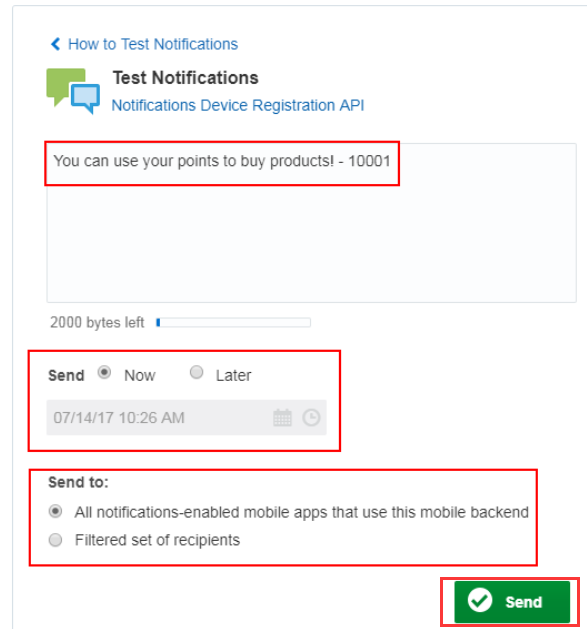 How to Test Notifications
Test Notifications
Notifications Device Registration API
You can use your points to buy products! - 10001
2000 bytes left
Send Now Later
07/14/17 10:26 AM
Send to:
All notifications-enabled mobile apps that use this mobile backend
Filtered set of recipients
Send